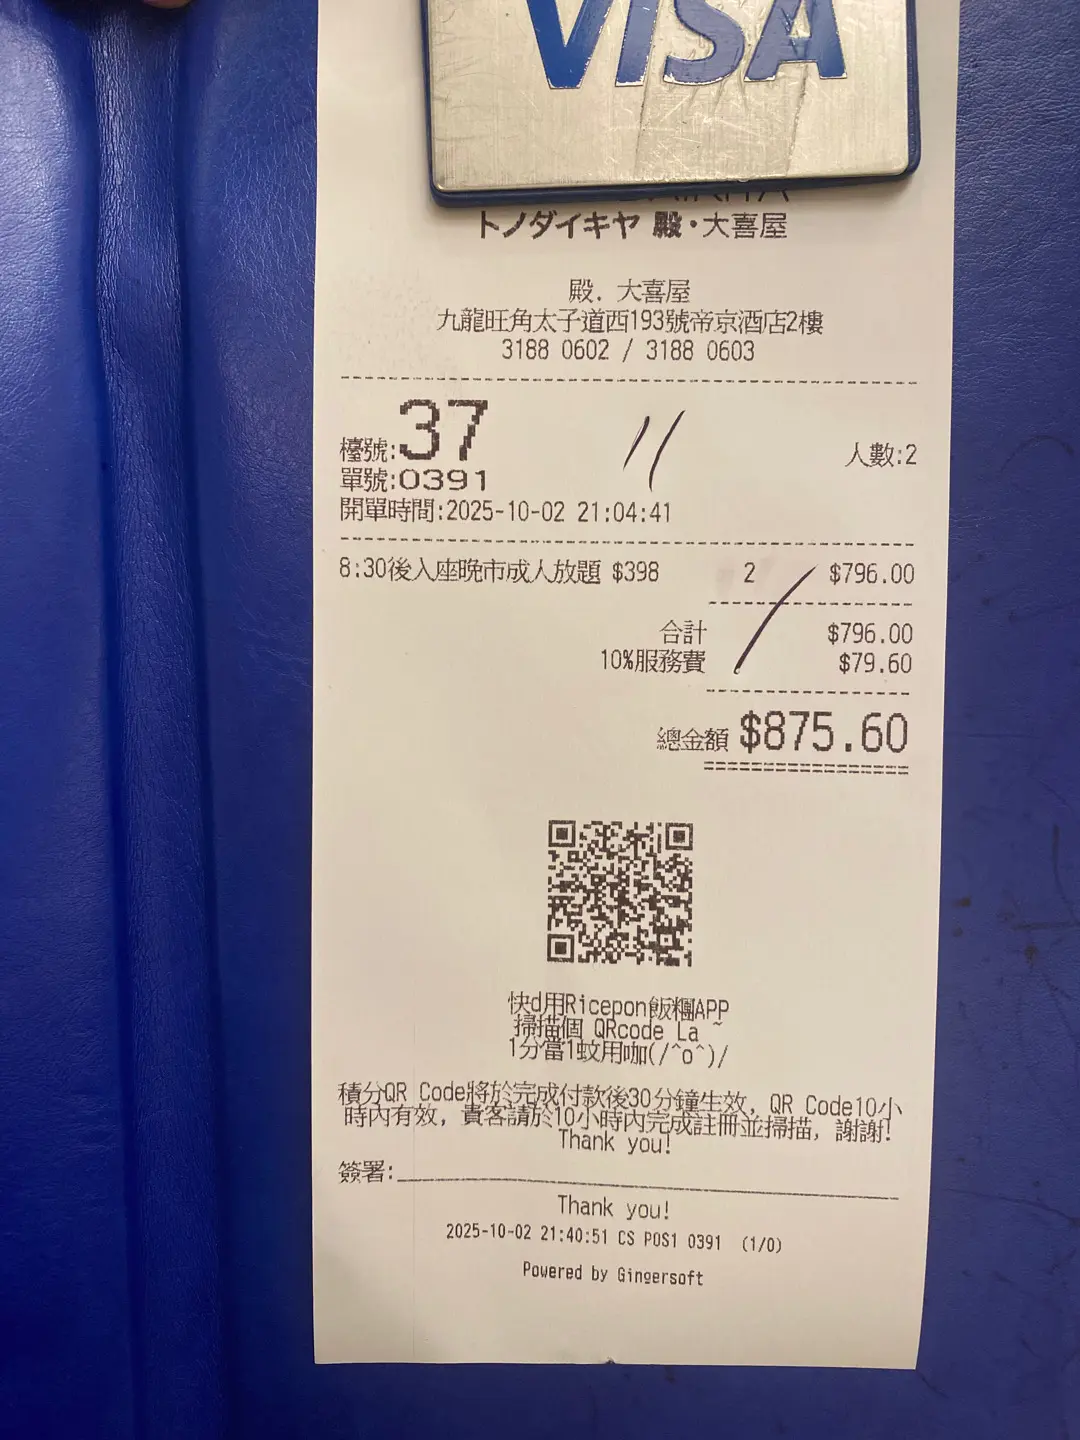 VISA
トノダイキヤ 殿・大喜屋
殿. 大喜屋
九龍旺角太子道西193號帝京酒店2樓
3188 0602 / 3188 0603
檯號:37
人數:2
單號:0391
開單時間:2025-10-02 21:04:41
8:30後入座晚市成人放題 $398 2 $796.00
合計 $796.00
10%服務費 $79.60
總金額 $875.60
快d用Ricepon飯糰APP
掃描個 QRcode La ~
1分當1蚊用咖(/^o^)/
積分QR Code將於完成付款後30分鐘生效, QR Code10小
時內有效, 貴客請於10小時內完成註冊並掃描, 謝謝!
Thank you!
簽署:
Thank you!
2025-10-02 21:40:51 CS POS1 0391 (1/0)
Powered by Gingersoft